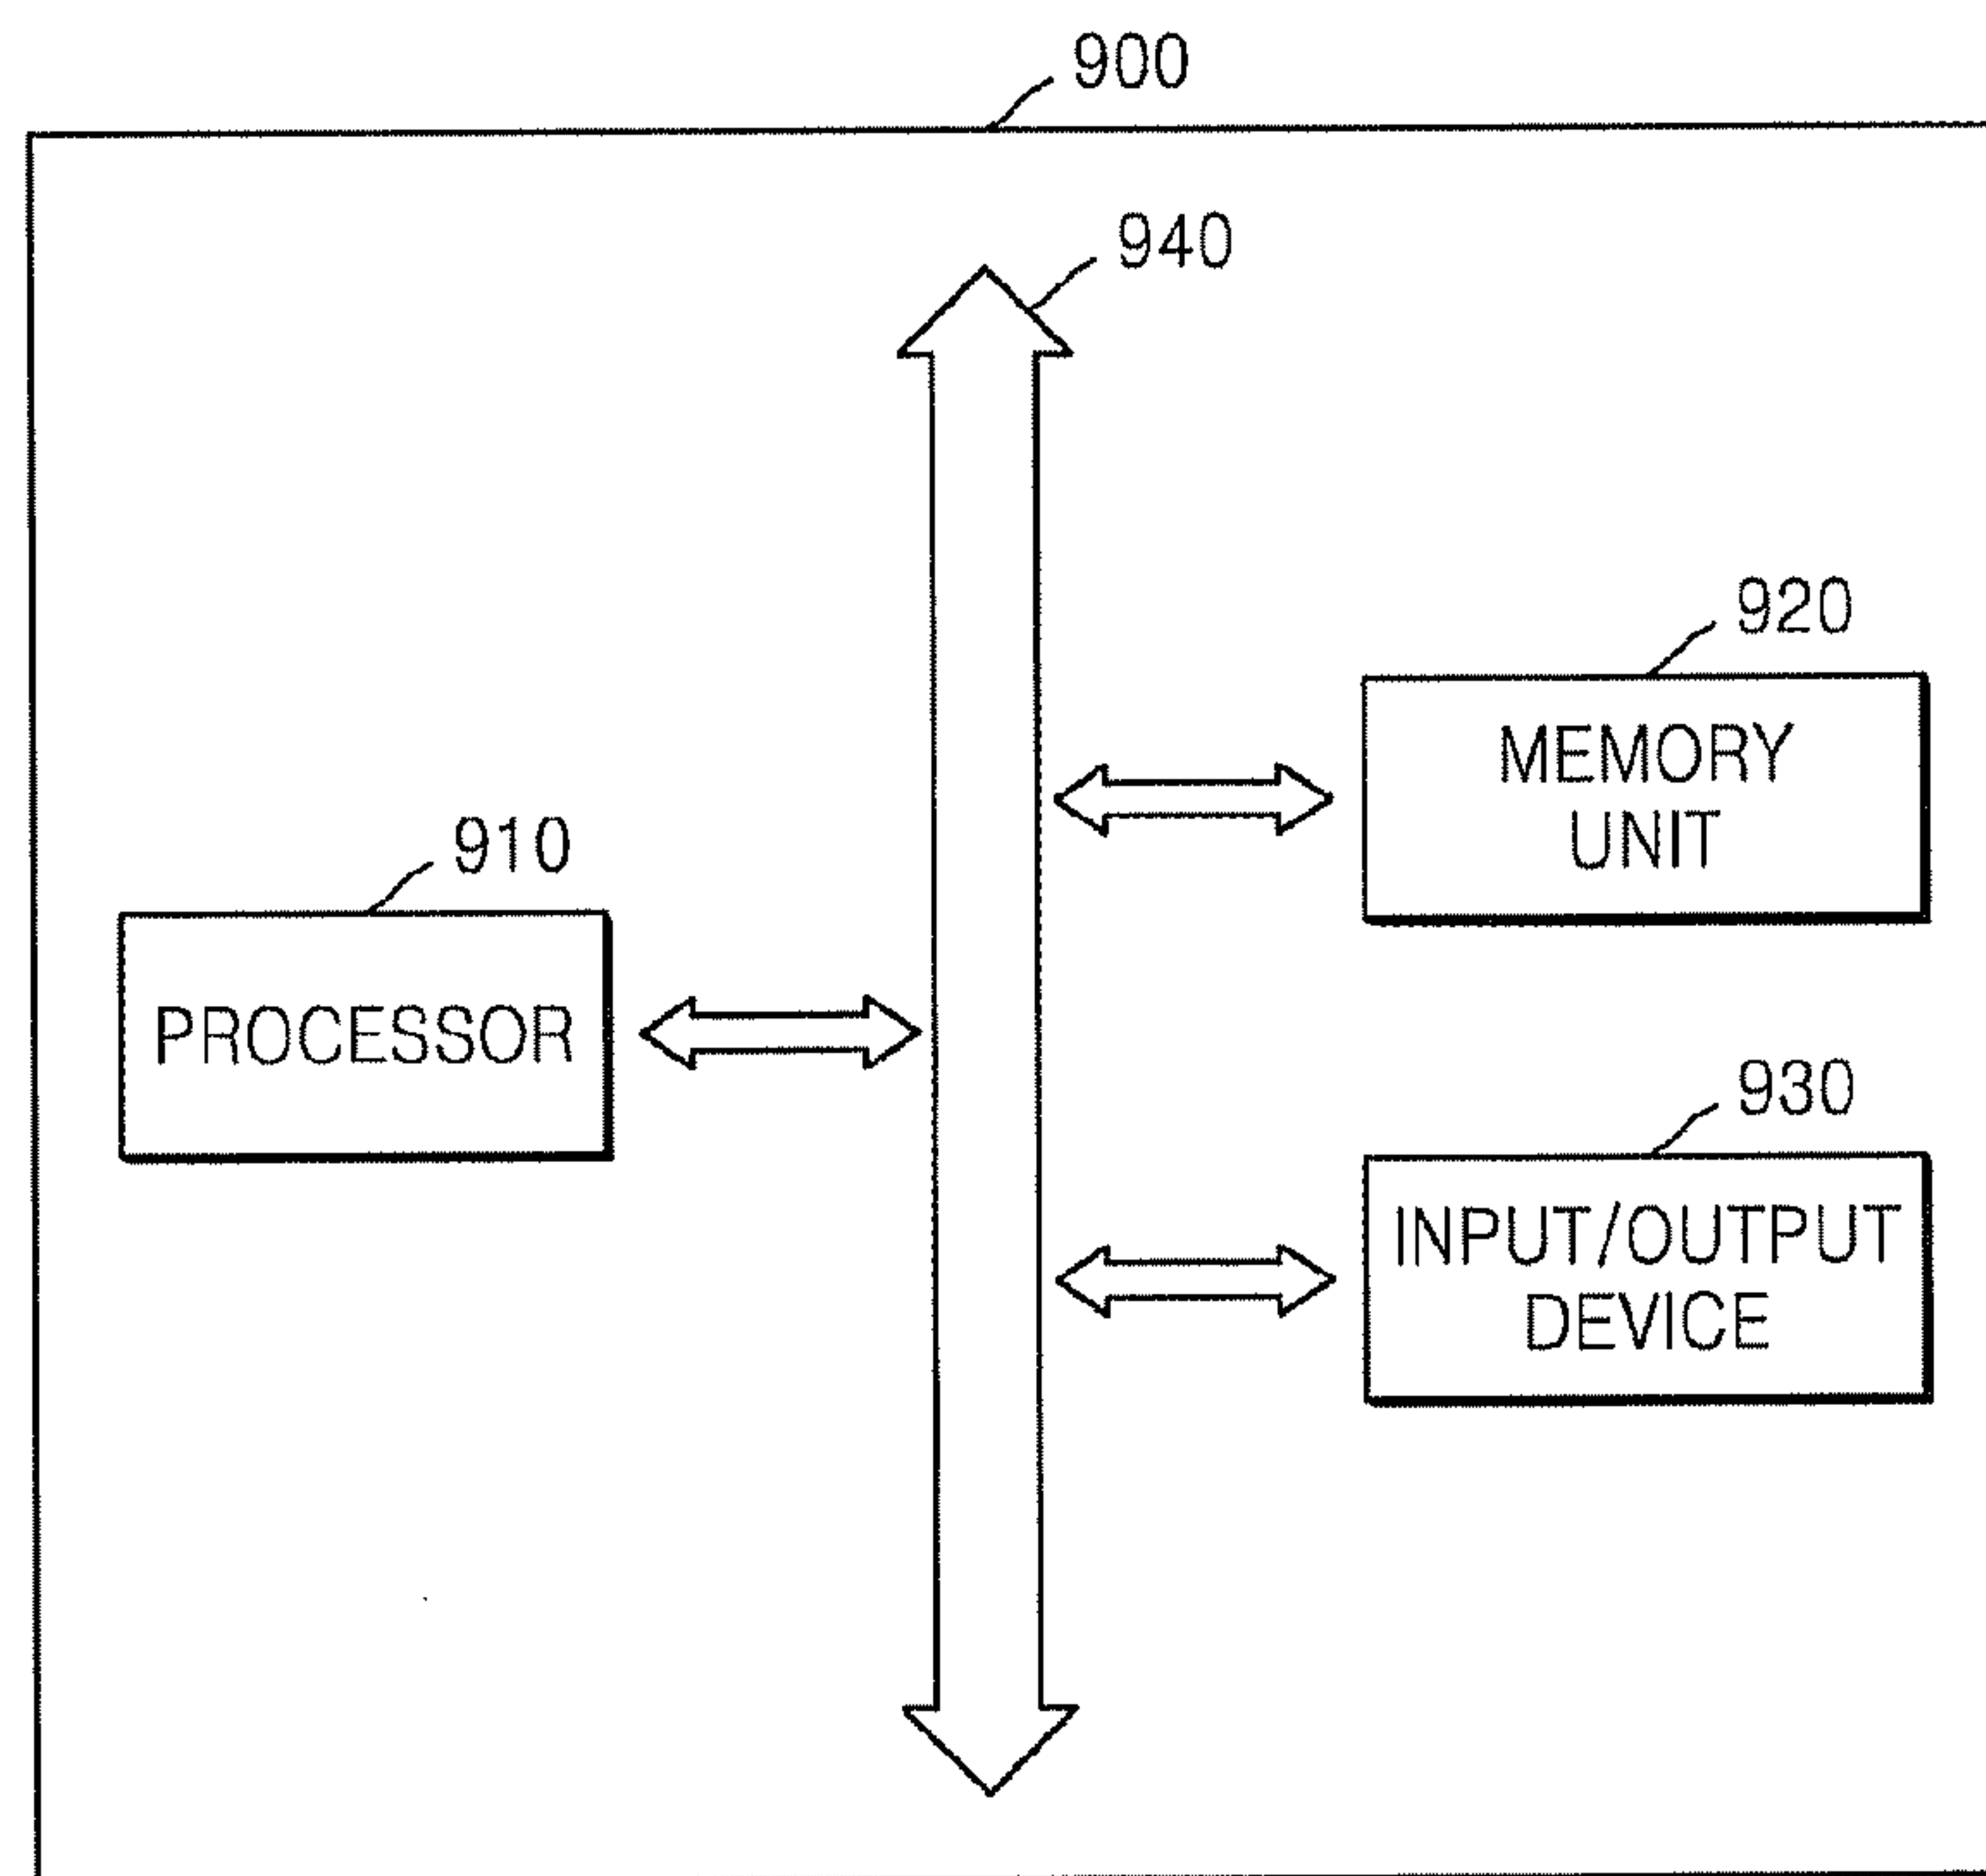 900
940
920
MEMORY
UNIT
910
PROCESSOR
930
INPUT/OUTPUT
DEVICE